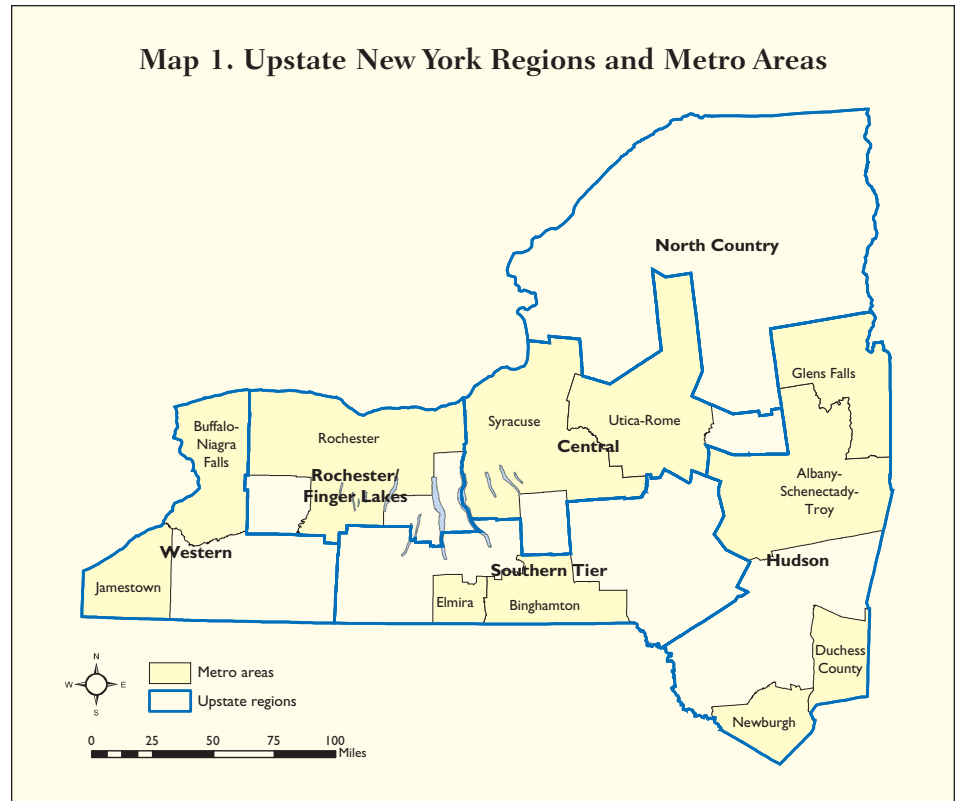 Map 1. Upstate New York Regions and Metro Areas
North Country
Glens Falls
Buffalo-
Niagra
Falls
Rochester
Syracuse
Utica-Rome
Central
Rochester/
Finger Lakes
Albany-
Schenectady-
Troy
Western
Hudson
Southern Tier
Jamestown
Elmira
Binghamton
Duchess
County
Newburgh
N
W
E
S
Metro areas
Upstate regions
0 25 50 75 100
Miles